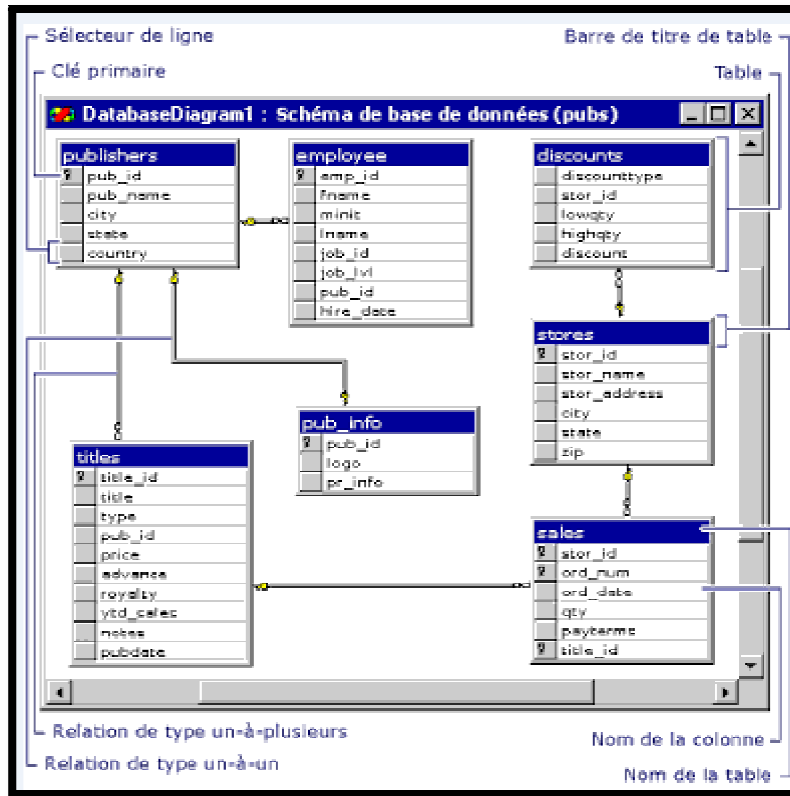 Sélecteur de ligne
Barre de titre de table
Clé primaire
Table
DatabaseDiagram1 : Schéma de base de données (pubs)
publishers
pub_id
pub_name
city
state
country
employee
emp_id
fname
minit
lname
job_id
job_lvl
pub_id
hire_date
discounts
discounttype
stor_id
lowqty
highqty
discount
stores
stor_id
stor_name
stor_address
city
state
zip
pub_info
pub_id
logo
pr_info
titles
title_id
title
type
pub_id
price
advance
royalty
ytd_sales
notes
pubdate
sales
stor_id
ord_num
ord_date
qty
payterms
title_id
Relation de type un-à-plusieurs
Nom de la colonne
Relation de type un-à-un
Nom de la table